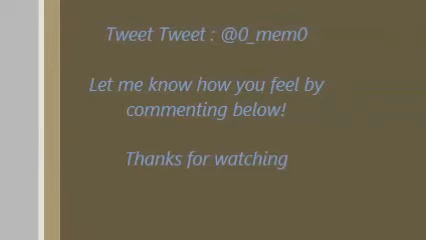 Tweet Tweet : @0_mem0
Let me know how you feel by
commenting below!
Thanks for watching